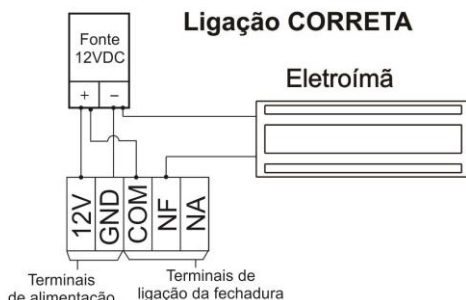 Ligação CORRETA
Fonte
12VDC
+ −
Eletroímã
12V
GND
COM
NF
NA
Terminais
de alimentação
Terminais de
ligação da fechadura